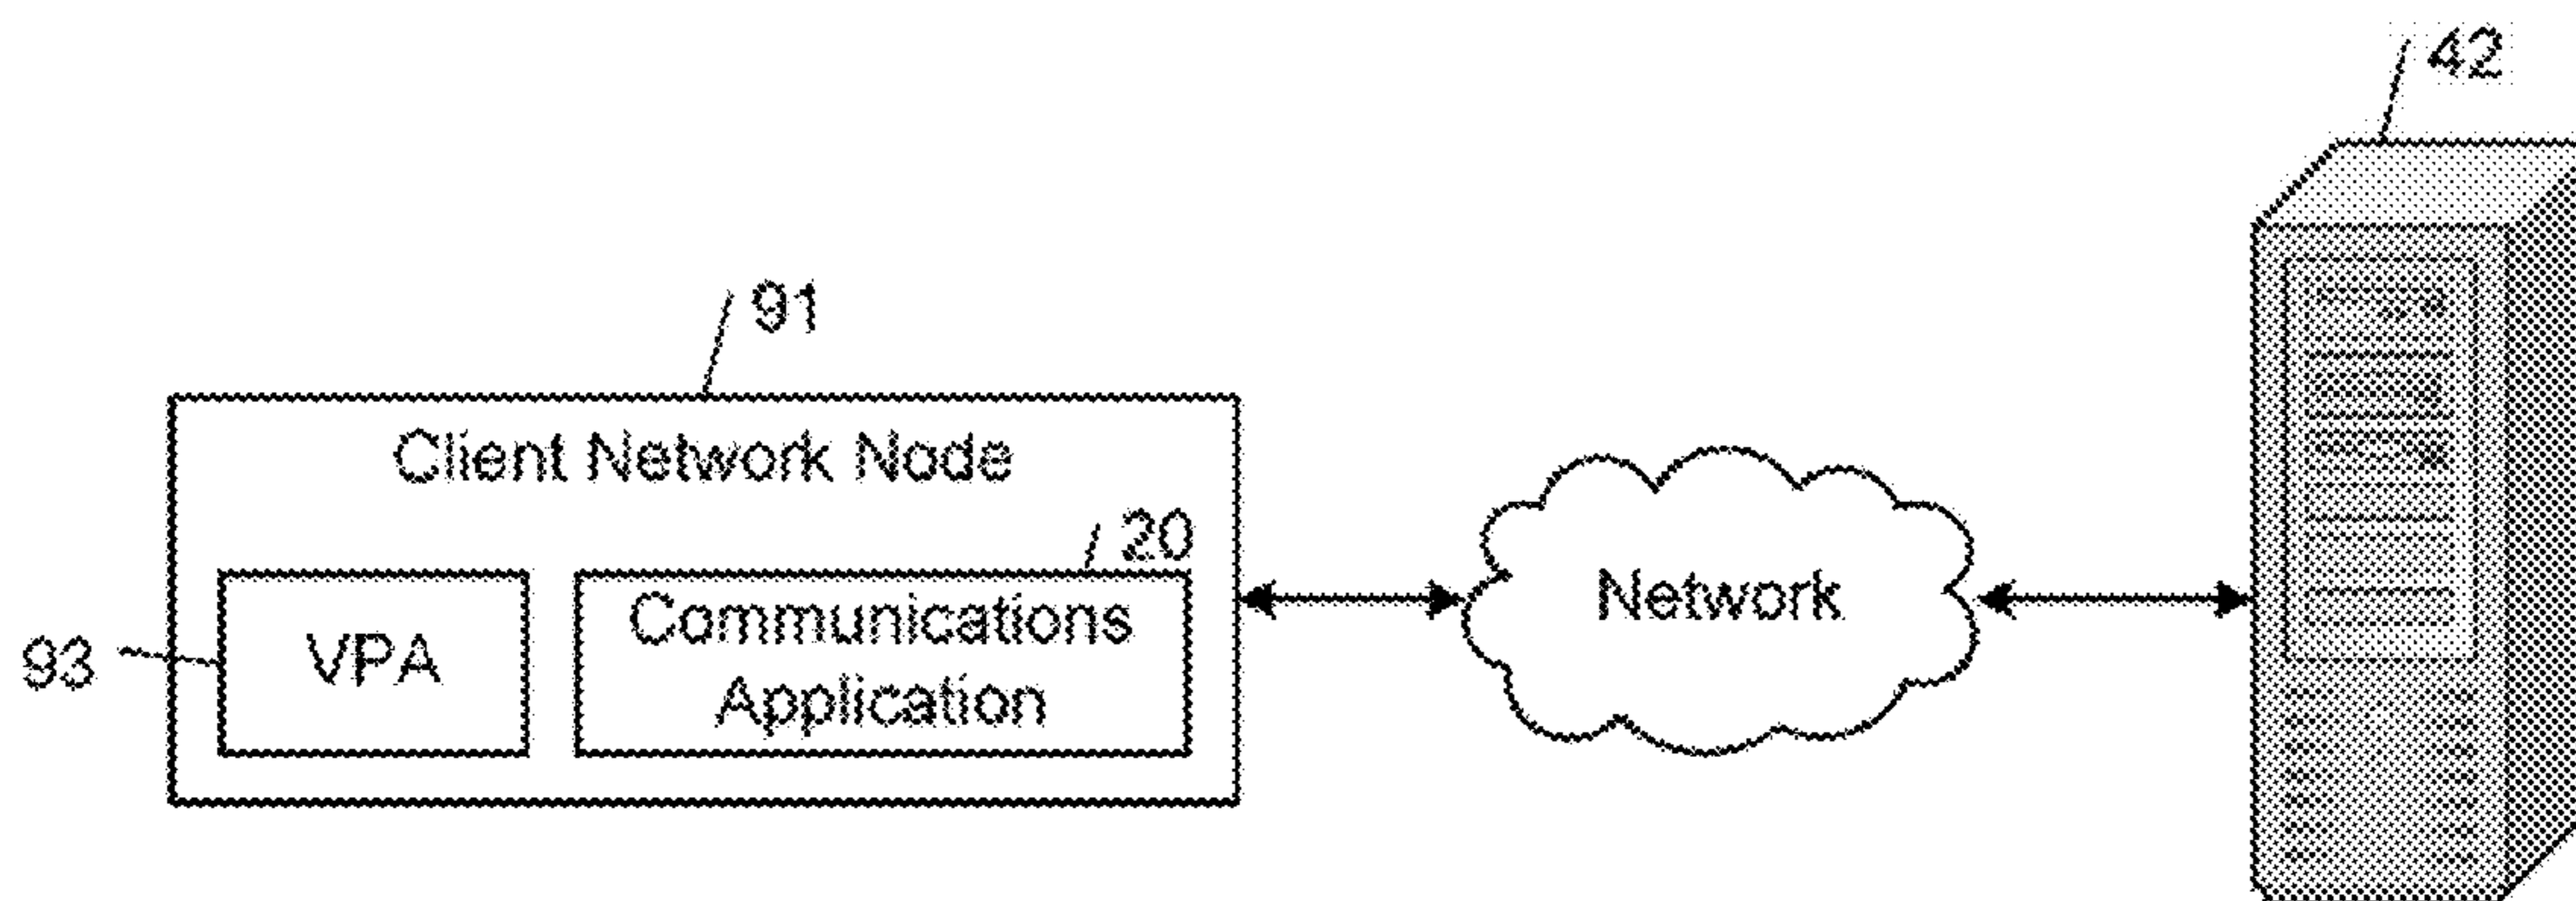 42
91
Client Network Node
20
93
VPA
Communications
Application
Network